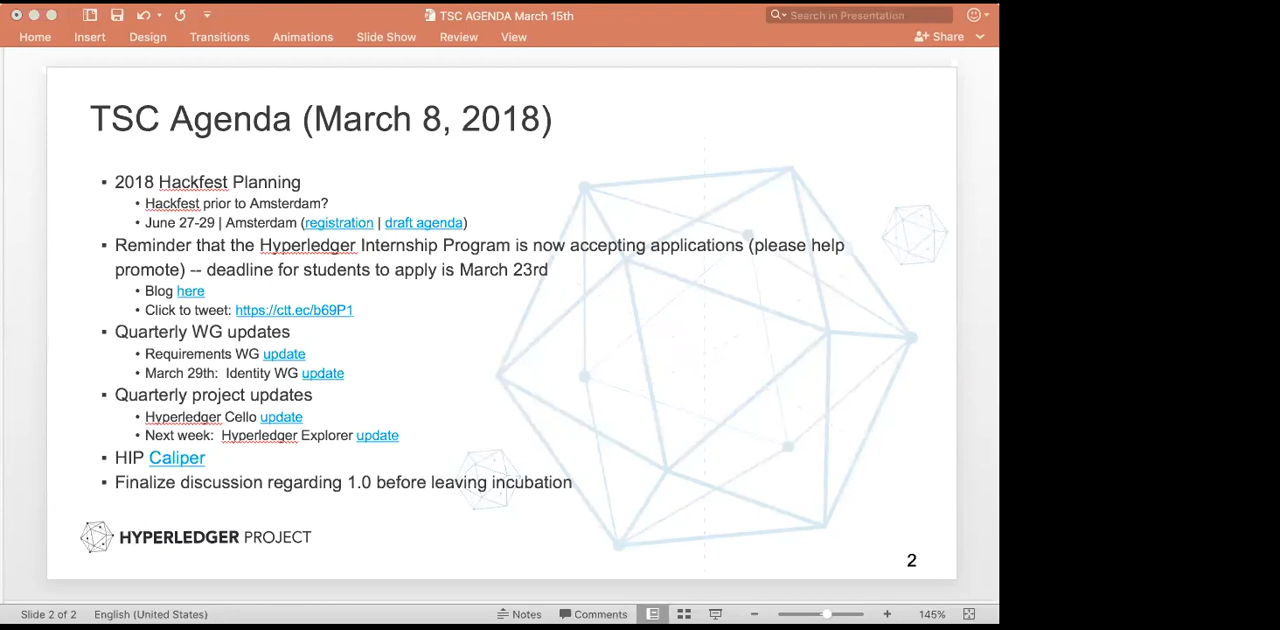 TSC AGENDA March 15th
Search in Presentation
Home Insert Design Transitions Animations Slide Show Review View Share
TSC Agenda (March 8, 2018)
▪ 2018 Hackfest Planning
• Hackfest prior to Amsterdam?
• June 27-29 | Amsterdam (registration | draft agenda)
▪ Reminder that the Hyperledger Internship Program is now accepting applications (please help
promote) -- deadline for students to apply is March 23rd
• Blog here
• Click to tweet: https://ctt.ec/b69P1
▪ Quarterly WG updates
• Requirements WG update
• March 29th: Identity WG update
▪ Quarterly project updates
• Hyperledger Cello update
• Next week: Hyperledger Explorer update
▪ HIP Caliper
▪ Finalize discussion regarding 1.0 before leaving incubation
HYPERLEDGER PROJECT
2
Slide 2 of 2 English (United States) Notes Comments 145%